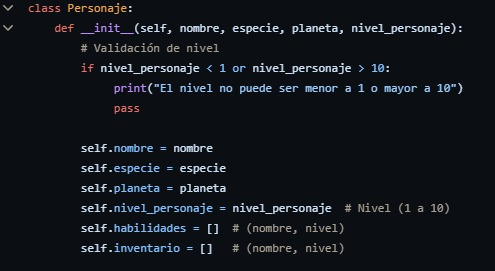 class Personaje:
    def __init__(self, nombre, especie, planeta, nivel_personaje):
        # Validación de nivel
        if nivel_personaje < 1 or nivel_personaje > 10:
             print("El nivel no puede ser menor a 1 o mayor a 10")
             pass

        self.nombre = nombre
        self.especie = especie
        self.planeta = planeta
        self.nivel_personaje = nivel_personaje  # Nivel (1 a 10)
        self.habilidades = []  # (nombre, nivel)
        self.inventario = []   # (nombre, nivel)